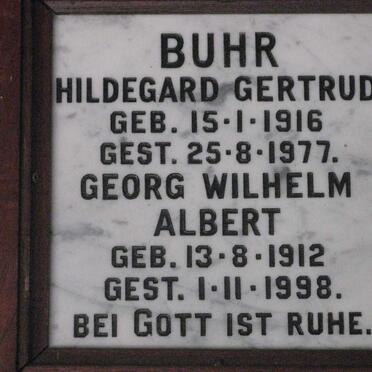 BUHR
HILDEGARD GERTRUD
GEB. 15·1·1916
GEST. 25·8·1977.
GEORG WILHELM
ALBERT
GEB. 13·8·1912
GEST. 1·11·1998.
BEI GOTT IST RUHE.